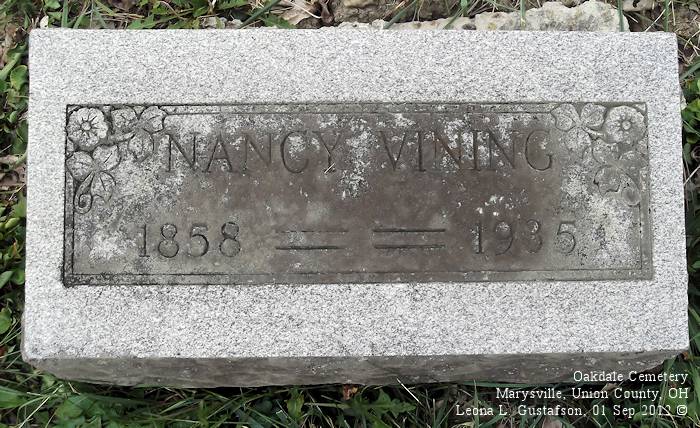 NANCY VINING
1858 = = 1935
Oakdale Cemetery
Marysville, Union County, OH
Leona L. Gustafson, 01 Sep 2012 ©